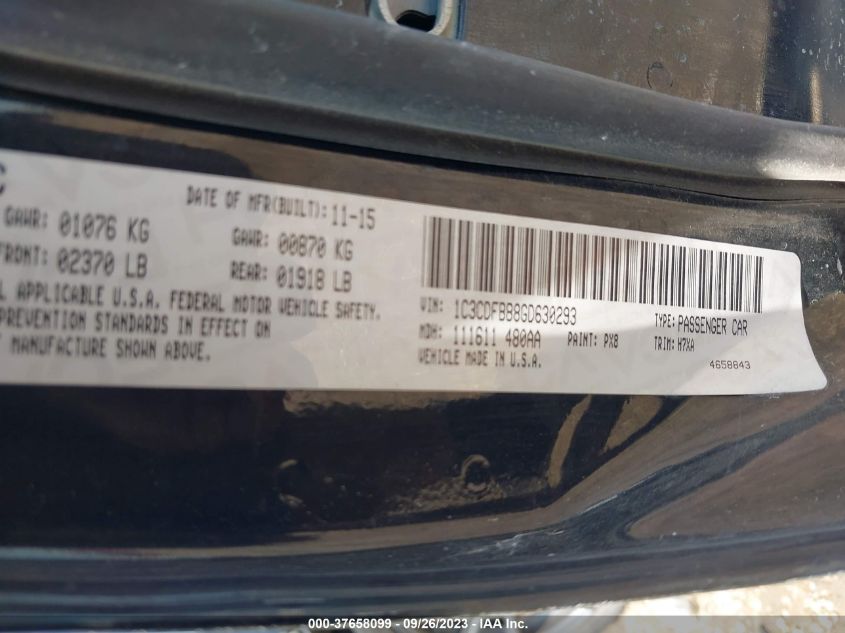 DATE OF MFR(BUILT): 11-15
GAWR: 01076 KG GAWR: 00870 KG
FRONT: 02370 LB REAR: 01918 LB
APPLICABLE U.S.A. FEDERAL MOTOR VEHICLE SAFETY,
PREVENTION STANDARDS IN EFFECT ON
MANUFACTURE SHOWN ABOVE.
VIN: 1C3CDFBB8GD630293 TYPE: PASSENGER CAR
MDH: 111611 480AA PAINT: PX8 TRIM: H7XA
VEHICLE MADE IN U.S.A. 4658843
000-37658099 - 09/26/2023 - IAA Inc.